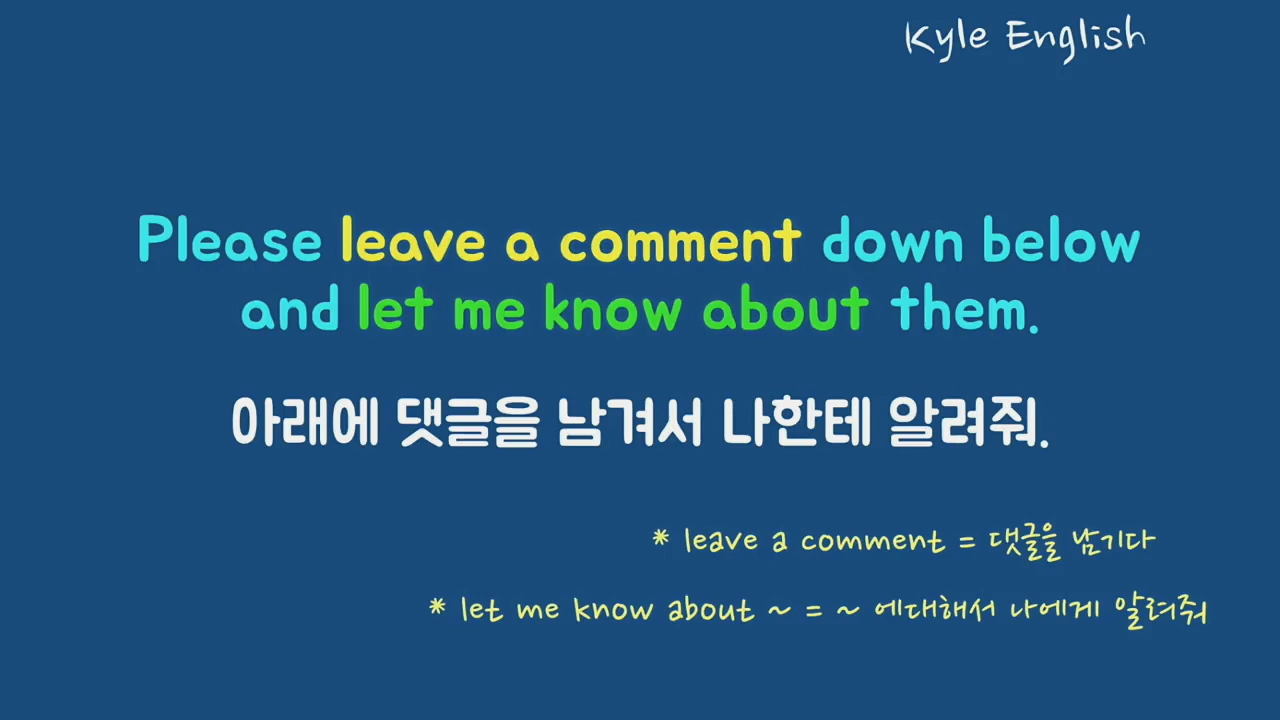 Kyle English
Please leave a comment down below
and let me know about them.
아래에 댓글을 남겨서 나한테 알려줘.
* leave a comment = 댓글을 남기다
* let me know about ~ = ~ 에대해서 나에게 알려줘